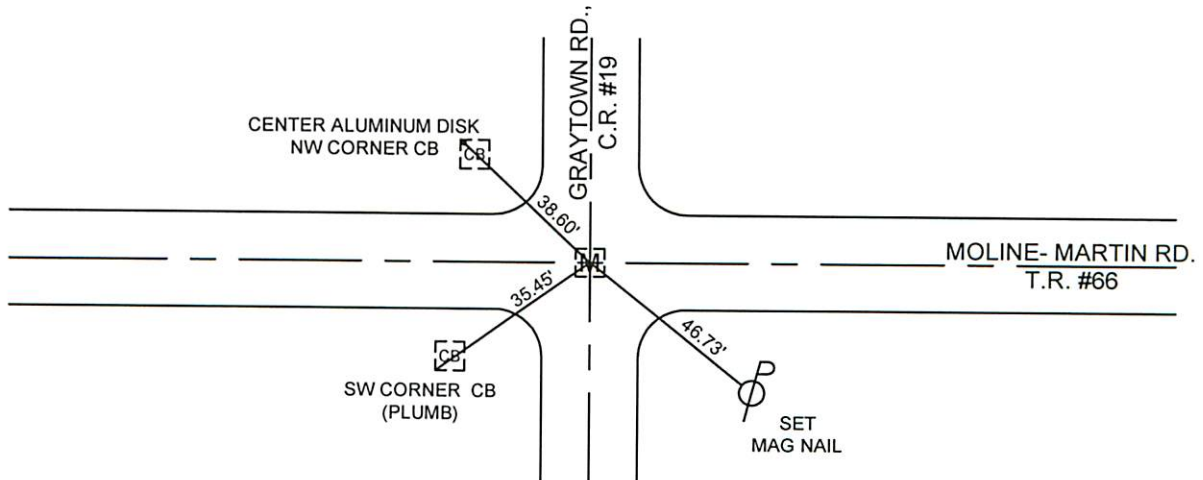 GRAYTOWN RD.,
C.R. #19
CENTER ALUMINUM DISK
NW CORNER CB
CB
38.60'
MOLINE- MARTIN RD.
T.R. #66
35.45'
46.73'
CB
SW CORNER CB
(PLUMB)
P
SET
MAG NAIL